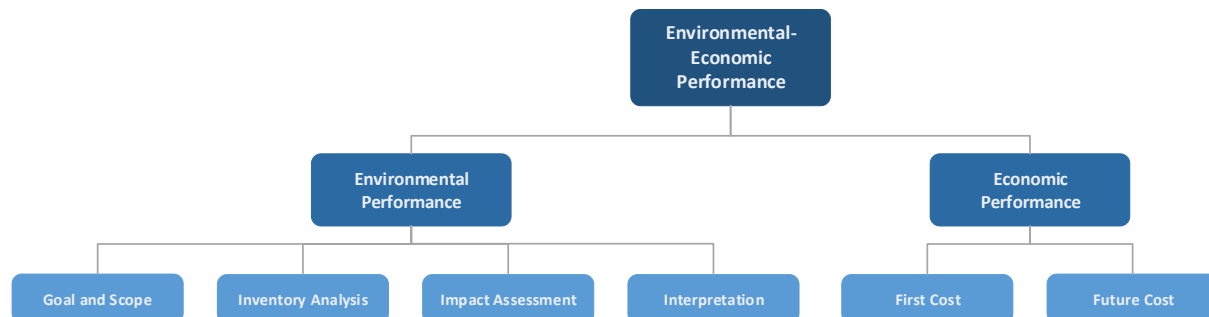 Environmental-
Economic
Performance
Environmental
Performance
Economic
Performance
Goal and Scope
Inventory Analysis
Impact Assessment
Interpretation
First Cost
Future Cost